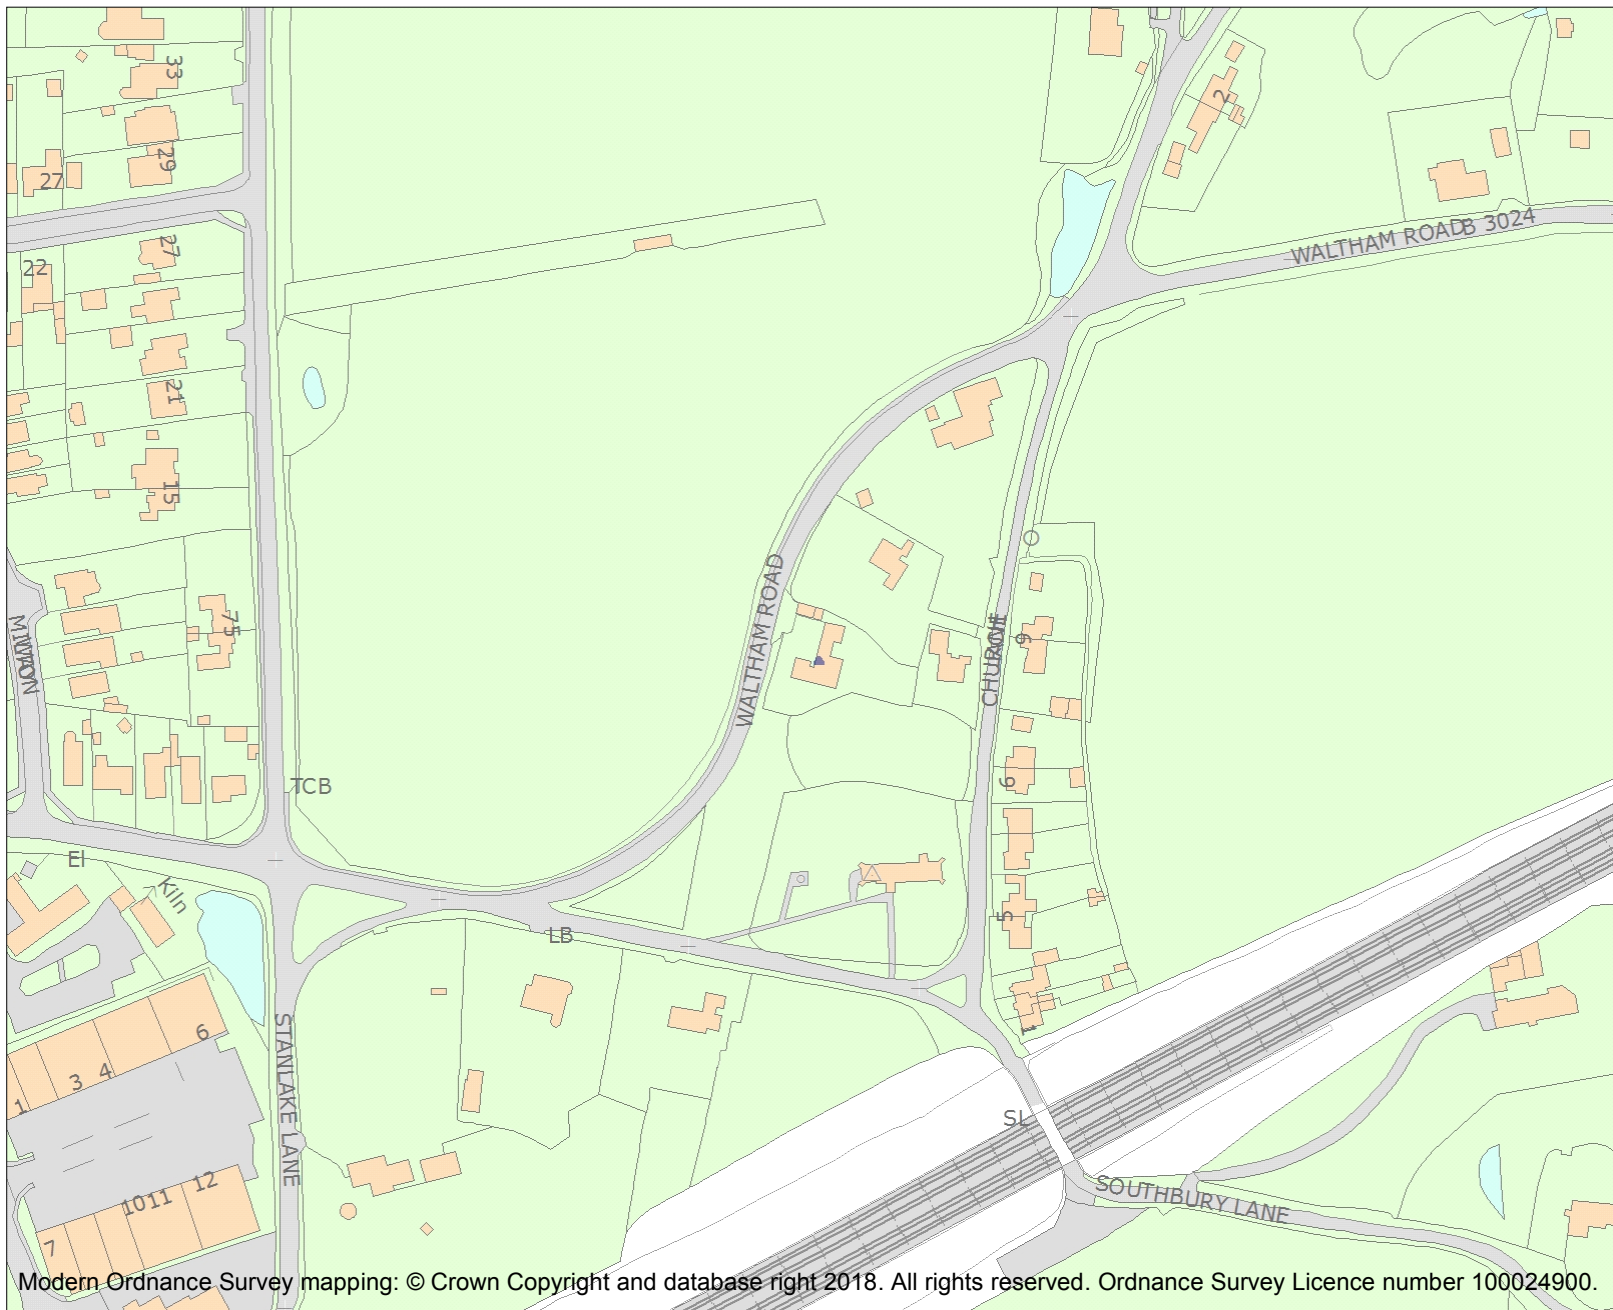 33
2
29
27
WALTHAM ROAD
B 3024
27
22
21
15
WALTHAM ROAD
75
9
6
TCB
El
Kiln
5
LB
STANLAKE LANE
6
1
3
4
1
SL
12
11
10
SOUTHBURY LANE
7
Modern Ordnance Survey mapping: © Crown Copyright and database right 2018. All rights reserved. Ordnance Survey Licence number 100024900.